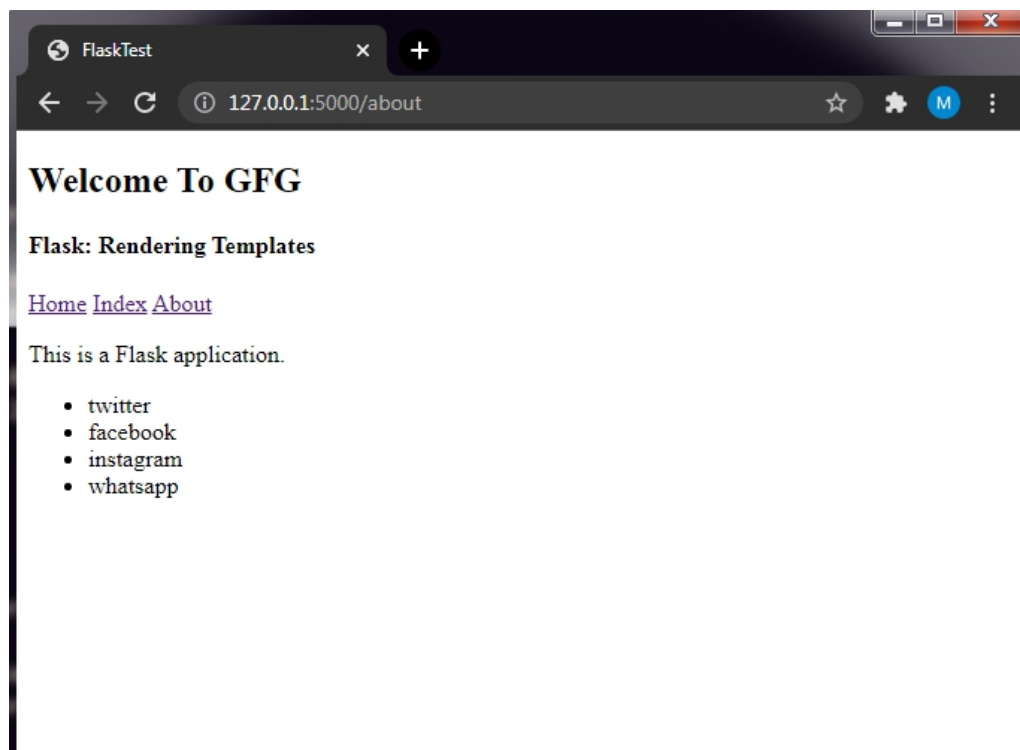 FlaskTest
127.0.0.1:5000/about
M
Welcome To GFG
Flask: Rendering Templates
Home Index About
This is a Flask application.
twitter
facebook
instagram
whatsapp